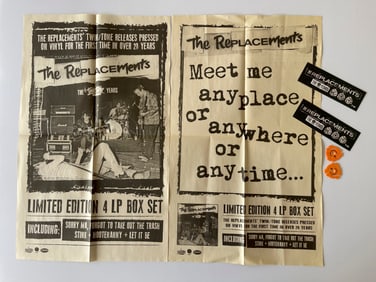 THE REPLACEMENTS' TWIN/TONE RELEASES PRESSED
ON VINYL FOR THE FIRST TIME IN OVER 20 YEARS
The REPLACEMENTS
THE
YEARS
LIMITED EDITION 4 LP BOX SET
INCLUDING:
SORRY MA, FORGOT TO TAKE OUT THE TRASH
STINK • HOOTENANNY • LET IT BE
The REPLACEMENTS
Meet me
anyplace
or anywhere
or
anytime...
LIMITED EDITION 4 LP BOX SET
THE REPLACEMENTS' TWIN/TONE RELEASES PRESSED
ON VINYL FOR THE FIRST TIME IN OVER 20 YEARS
INCLUDING:
SORRY MA, FORGOT TO TAKE OUT THE TRASH
STINK • HOOTENANNY • LET IT BE
THE REPLACEMENTS
THE REPLACEMENTS